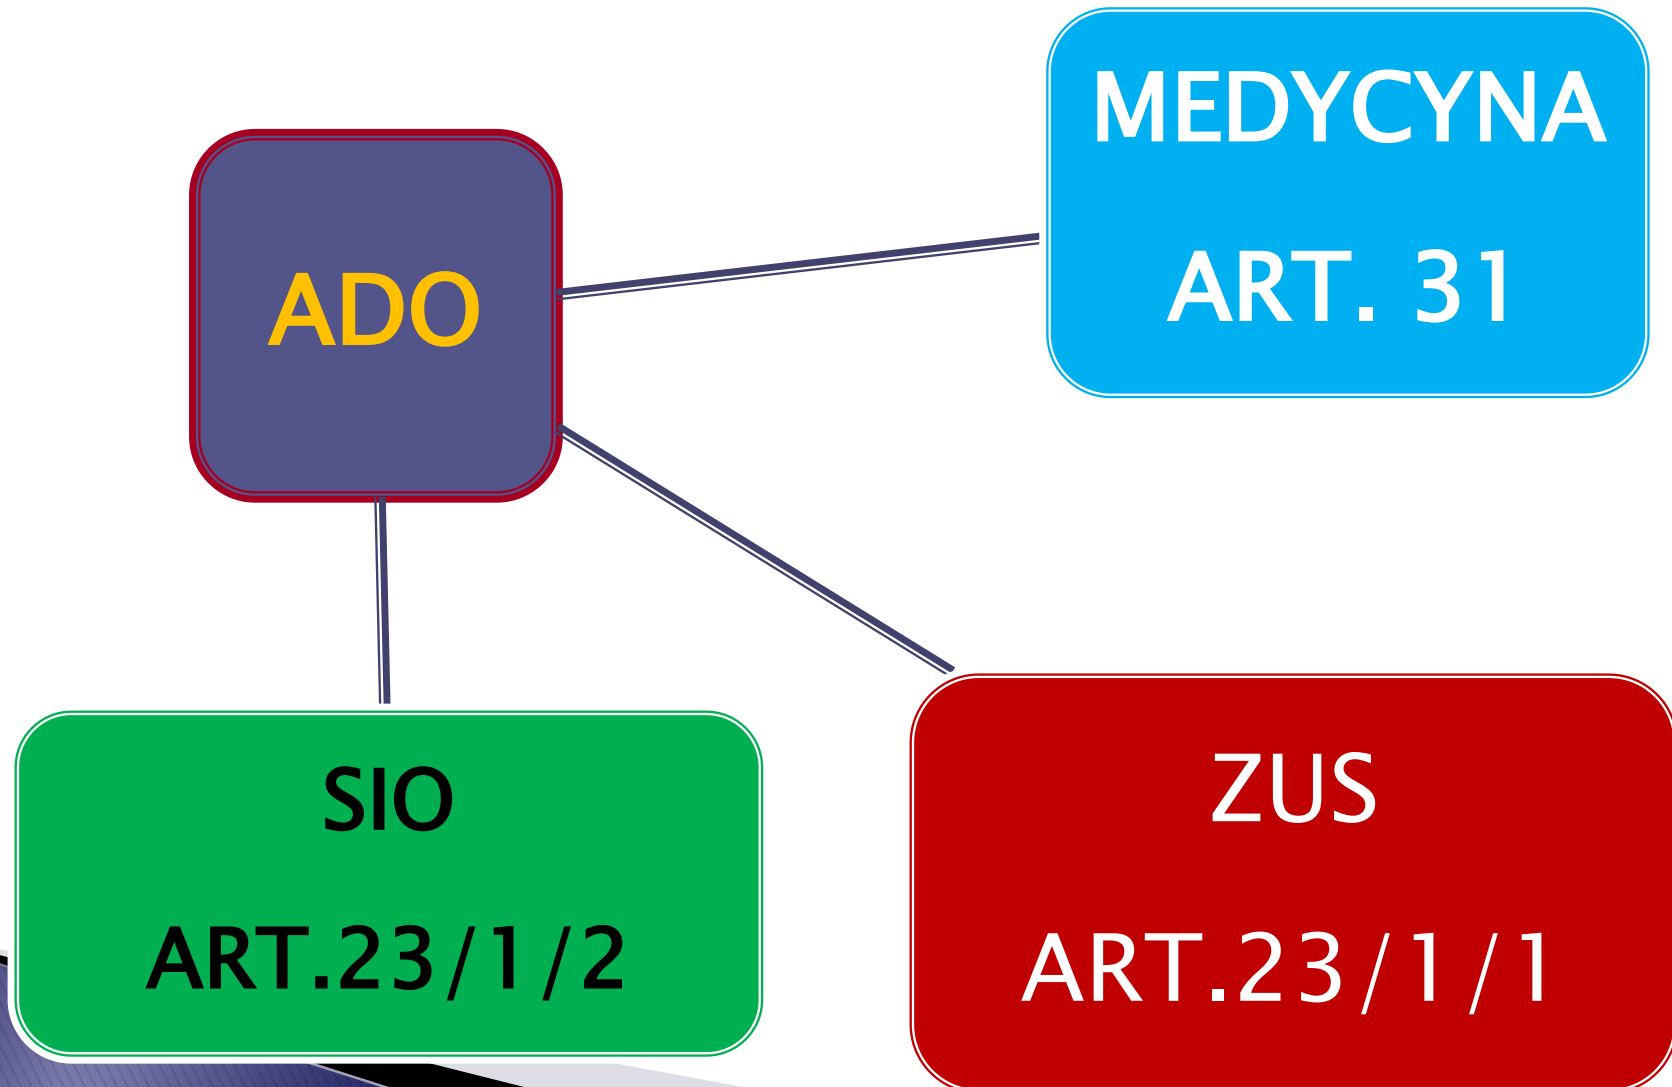 ADO
MEDYCYNA
ART. 31
SIO
ART.23/1/2
ZUS
ART.23/1/1